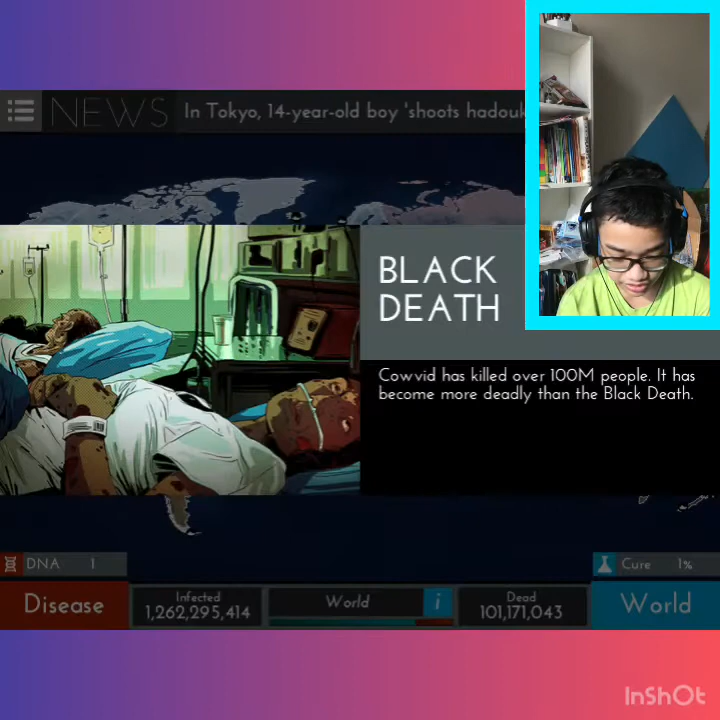 NEWS In Tokyo, 14-year-old boy 'shoots hadouk
BLACK
DEATH
Cowvid has killed over 100M people. It has
become more deadly than the Black Death.
DNA 1
Cure 1%
Disease
Infected
1,262,295,414
World
i
Dead
101,171,043
World
InShOt